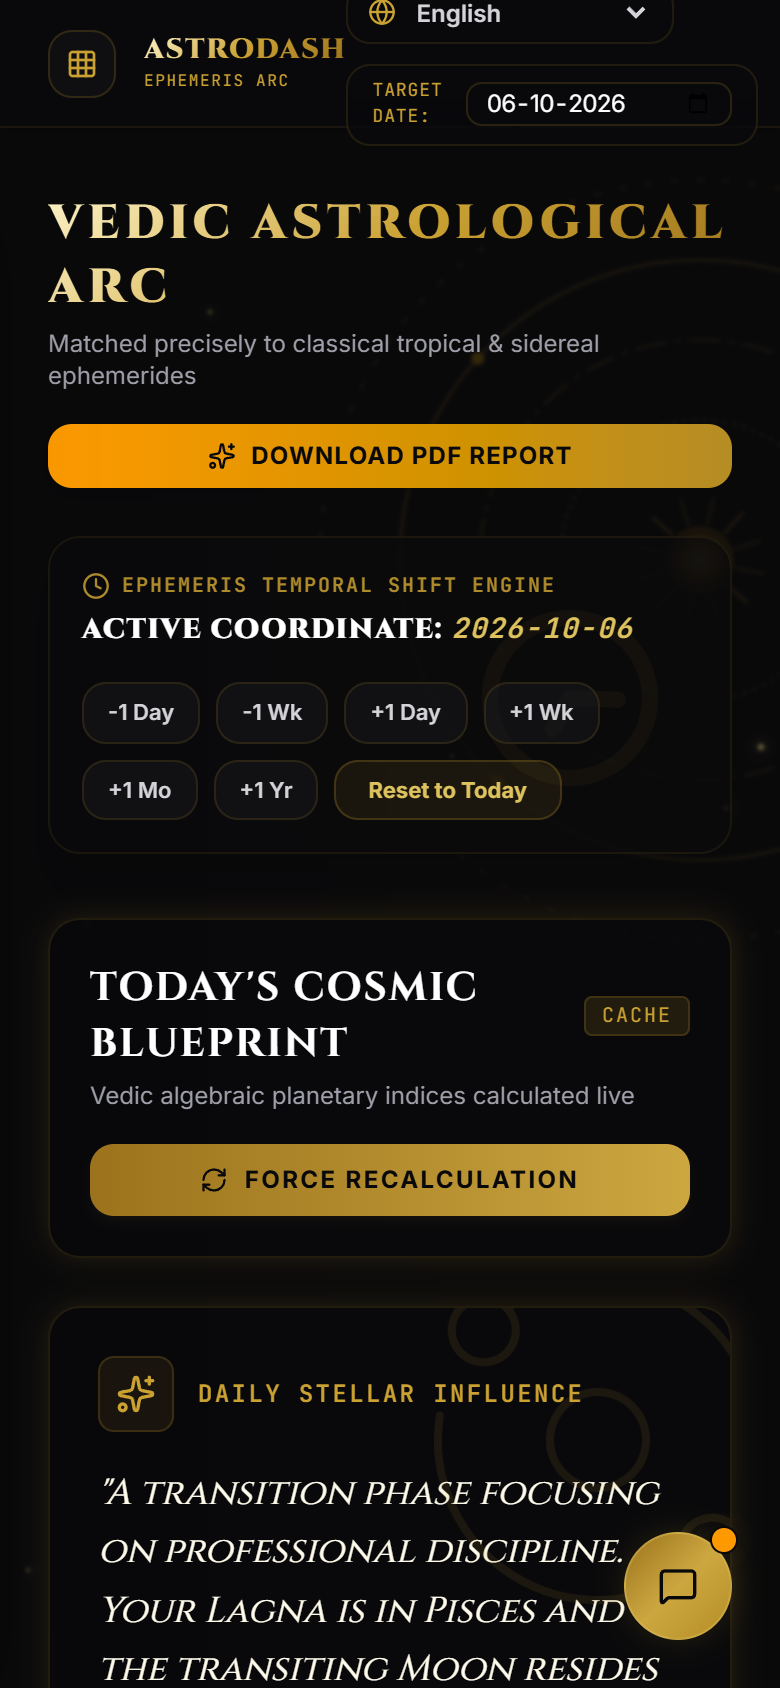 English
ASTRODASH
EPHEMERIS ARC
TARGET
DATE:
06-10-2026
VEDIC ASTROLOGICAL
ARC
Matched precisely to classical tropical & sidereal
ephemerides
DOWNLOAD PDF REPORT
EPHEMERIS TEMPORAL SHIFT ENGINE
ACTIVE COORDINATE: 2026-10-06
-1 Day
-1 Wk
+1 Day
+1 Wk
+1 Mo
+1 Yr
Reset to Today
TODAY'S COSMIC
BLUEPRINT
CACHE
Vedic algebraic planetary indices calculated live
FORCE RECALCULATION
DAILY STELLAR INFLUENCE
"A TRANSITION PHASE FOCUSING
ON PROFESSIONAL DISCIPLINE.
YOUR LAGNA IS IN PISCES AND
THE TRANSITING MOON RESIDES